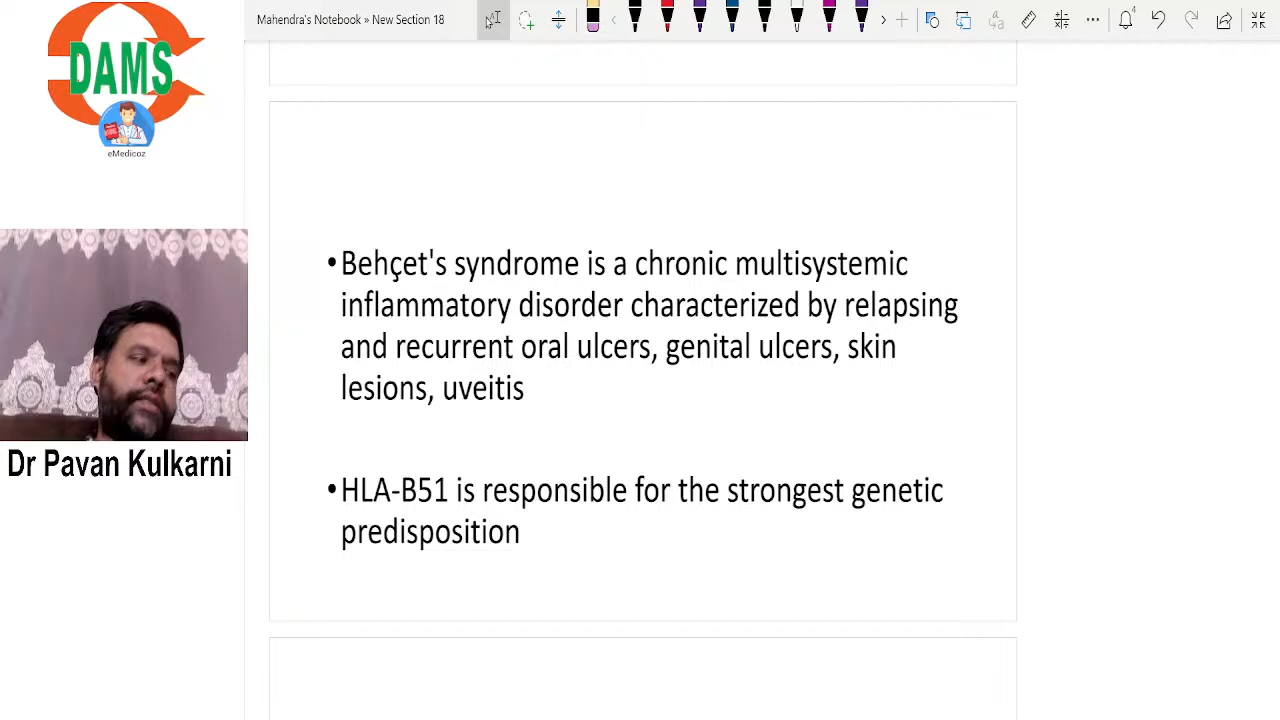 Mahendra's Notebook » New Section 18
DAMS
eMedicoz
•Behçet's syndrome is a chronic multisystemic
inflammatory disorder characterized by relapsing
and recurrent oral ulcers, genital ulcers, skin
lesions, uveitis
•HLA-B51 is responsible for the strongest genetic
predisposition
Dr Pavan Kulkarni